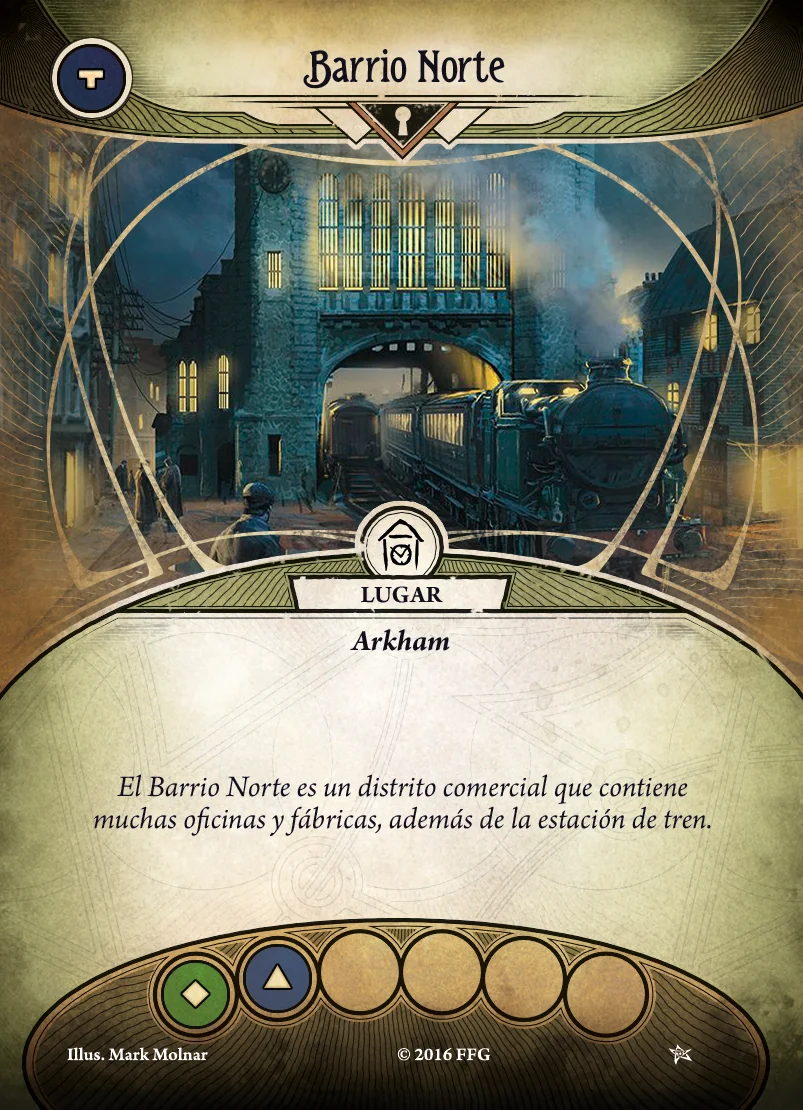 Barrio Norte
LUGAR
Arkham
El Barrio Norte es un distrito comercial que contiene
muchas oficinas y fábricas, además de la estación de tren.
Illus. Mark Molnar
© 2016 FFG